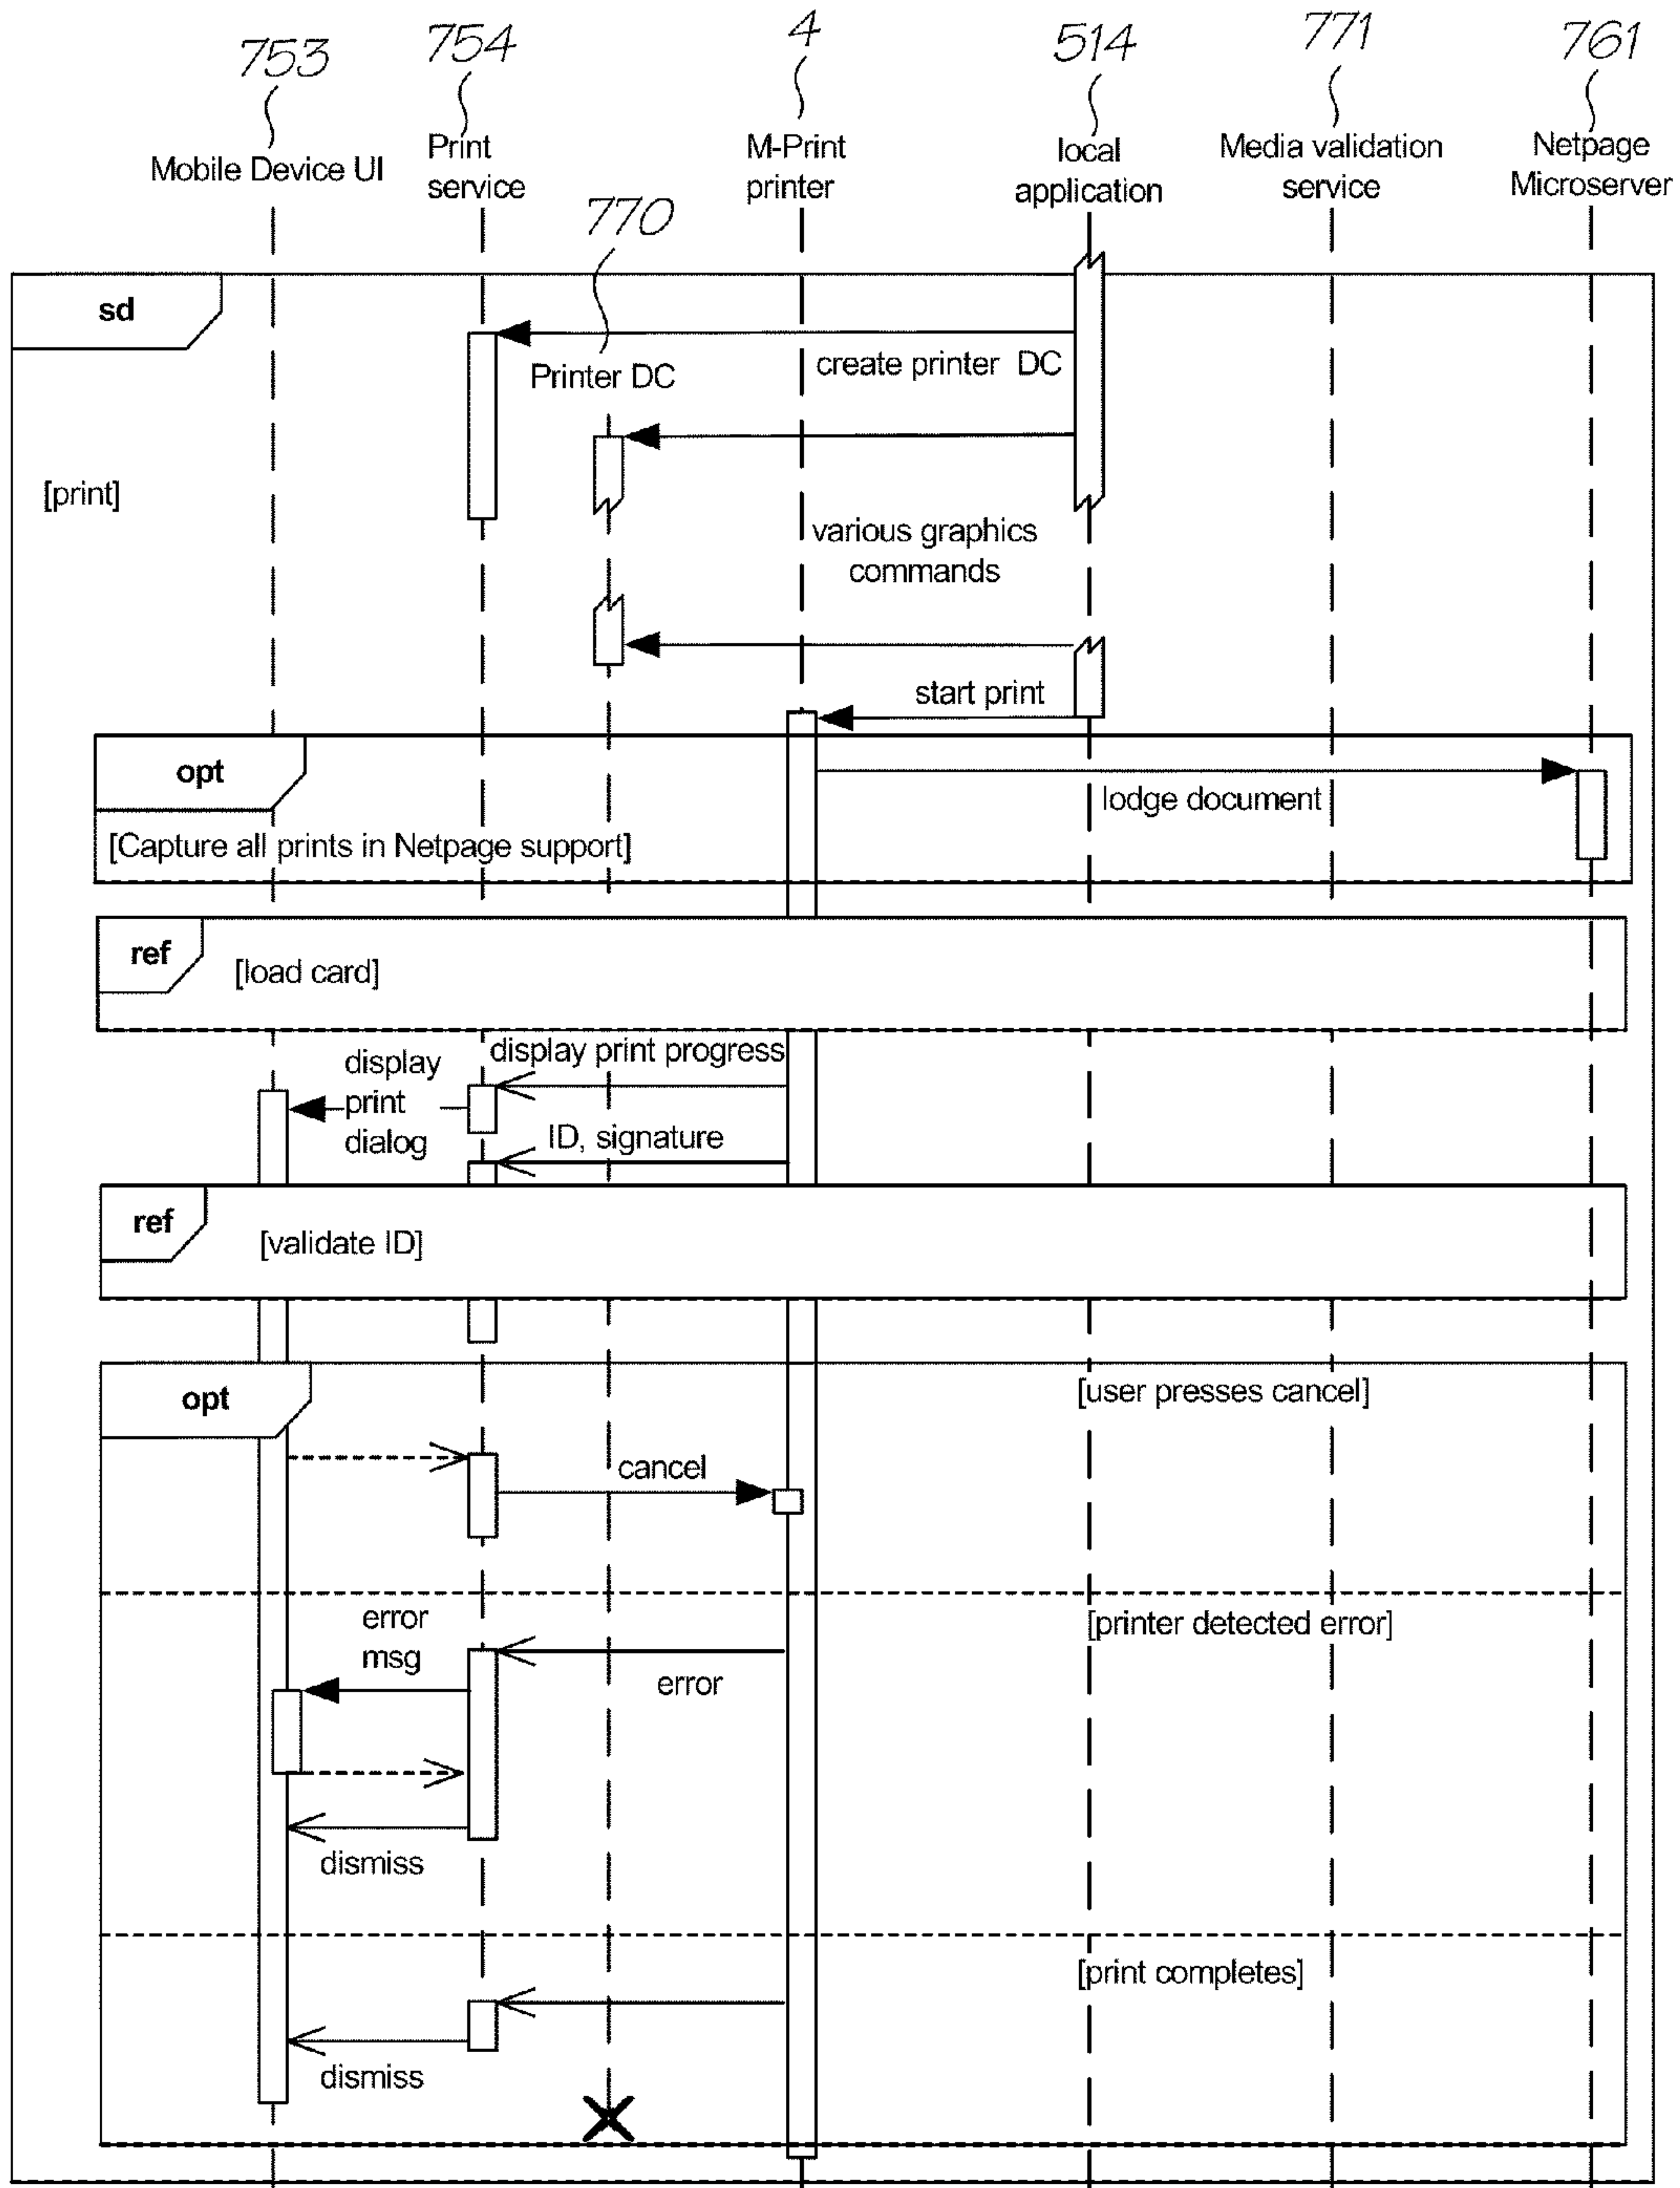 753
754
4
514
771
761
Mobile Device UI
Print
service
M-Print
printer
local
application
Media validation
service
Netpage
Microserver
770
sd
Printer DC
create printer DC
[print]
various graphics
commands
start print
opt
lodge document
[Capture all prints in Netpage support]
ref
[load card]
display print progress
display
print
dialog
ID, signature
ref
[validate ID]
opt
[user presses cancel]
cancel
[printer detected error]
error
msg
error
dismiss
[print completes]
dismiss